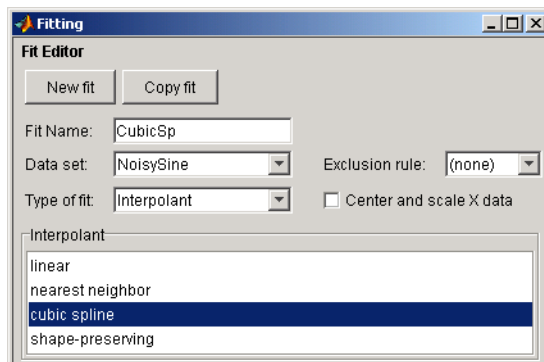 Fitting
Fit Editor
New fit Copy fit
Fit Name: CubicSp
Data set: NoisySine Exclusion rule: (none)
Type of fit: Interpolant Center and scale X data
Interpolant
linear
nearest neighbor
cubic spline
shape-preserving